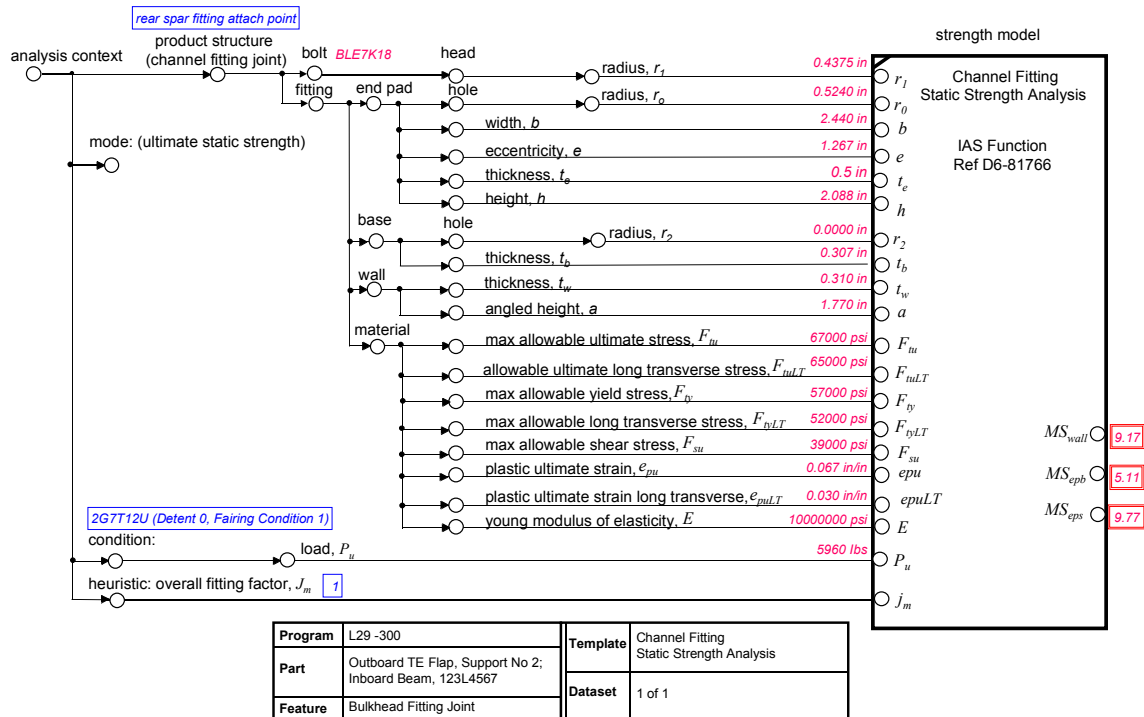 rear spar fitting attach point
strength model
analysis context
product structure
(channel fitting joint)
bolt BLE7K18
head
radius, r1
0.4375 in
r1
Channel Fitting
Static Strength Analysis
fitting
end pad
hole
radius, ro
0.5240 in
r0
width, b
2.440 in
b
mode: (ultimate static strength)
IAS Function
Ref D6-81766
eccentricity, e
1.267 in
e
thickness, te
0.5 in
te
height, h
2.088 in
h
base
hole
radius, r2
0.0000 in
r2
thickness, tb
0.307 in
tb
wall
thickness, tw
0.310 in
tw
angled height, a
1.770 in
a
material
max allowable ultimate stress, Ftu
67000 psi
Ftu
allowable ultimate long transverse stress, FtuLT
65000 psi
FtuLT
max allowable yield stress, Fty
57000 psi
Fty
max allowable long transverse stress, FtyLT
52000 psi
FtyLT
max allowable shear stress, Fsu
39000 psi
Fsu
plastic ultimate strain, epu
0.067 in/in
epu
plastic ultimate strain long transverse, epuLT
0.030 in/in
epuLT
young modulus of elasticity, E
10000000 psi
E
MSwall
9.17
MSepb
5.11
MSeps
9.77
2G7T12U (Detent 0, Fairing Condition 1)
condition:
load, Pu
5960 lbs
Pu
heuristic: overall fitting factor, Jm 1
jm
Program L29 -300
Part Outboard TE Flap, Support No 2;
Inboard Beam, 123L4567
Feature Bulkhead Fitting Joint
Template Channel Fitting
Static Strength Analysis
Dataset 1 of 1